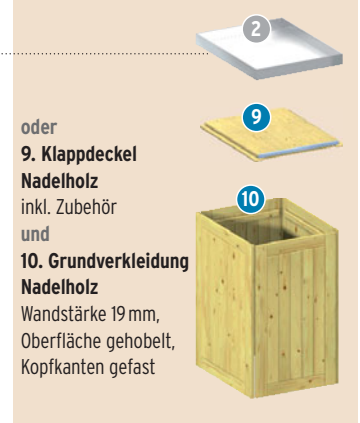 2
9
10
oder
9. Klappdeckel
Nadelholz
inkl. Zubehör
und
10. Grundverkleidung
Nadelholz
Wandstärke 19 mm,
Oberfläche gehobelt,
Kopfkanten gefast